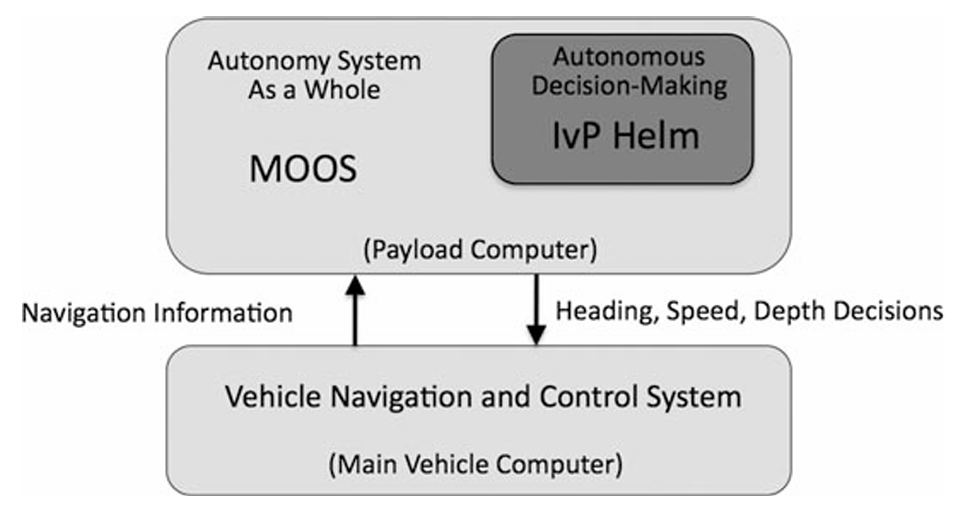 Autonomy System
As a Whole
MOOS
Autonomous
Decision-Making
IvP Helm
(Payload Computer)
Navigation Information
Heading, Speed, Depth Decisions
Vehicle Navigation and Control System
(Main Vehicle Computer)